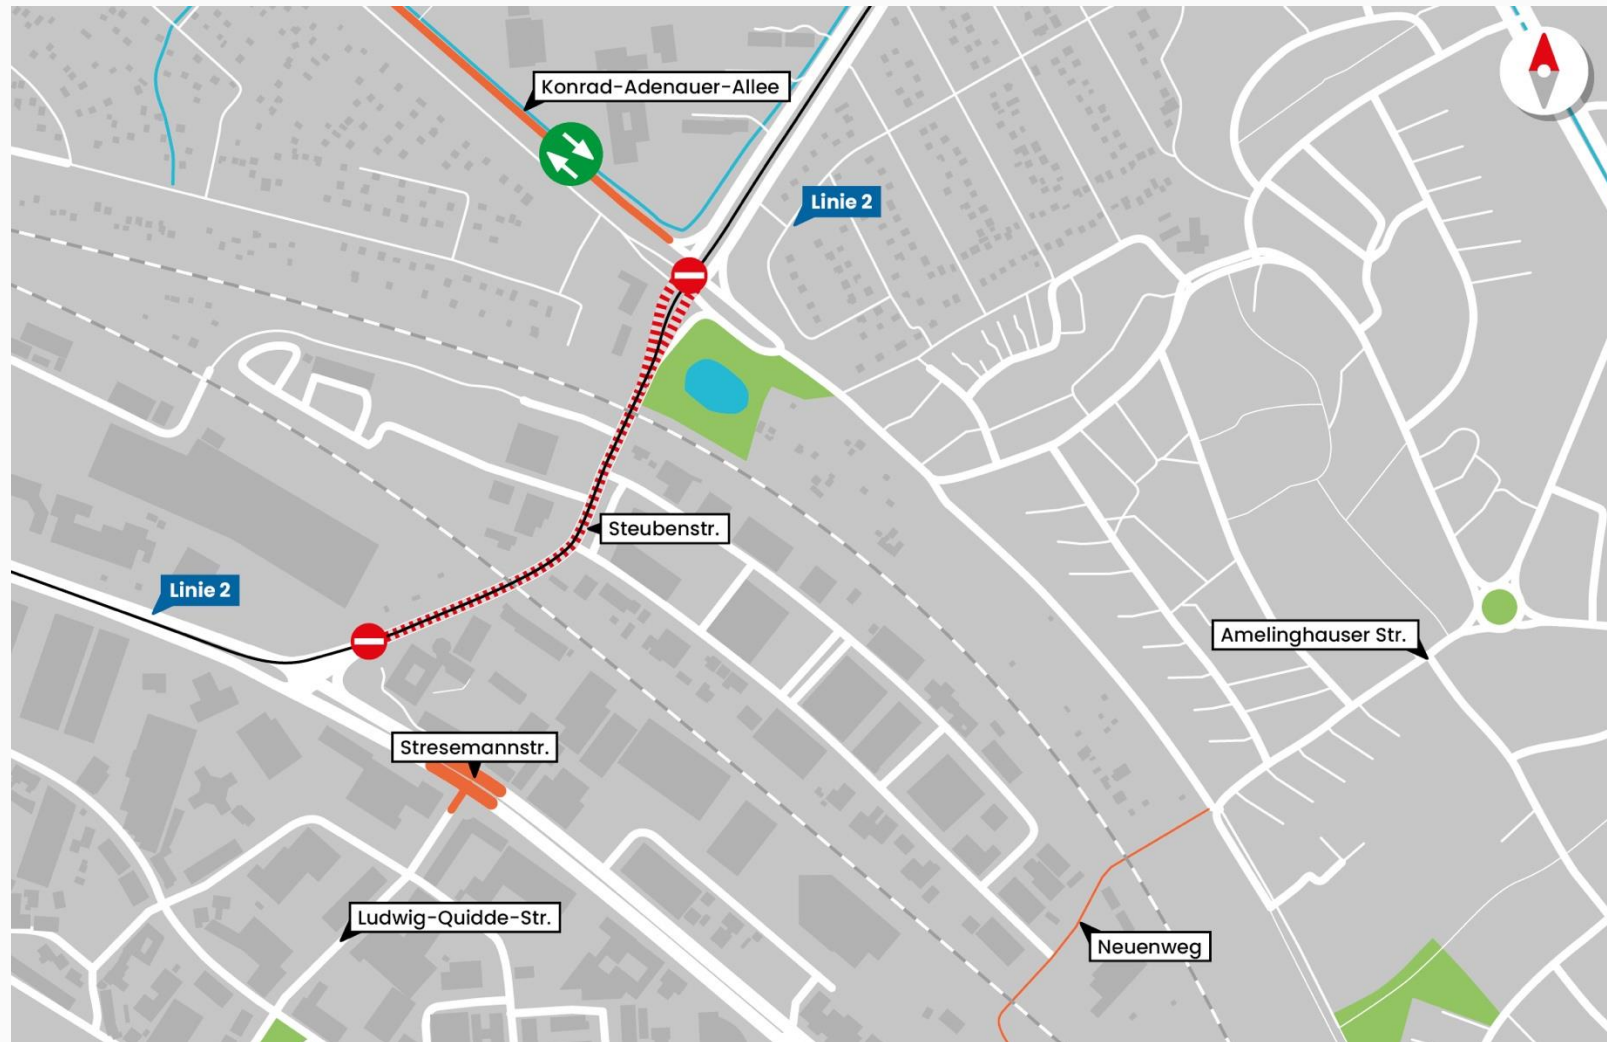 Konrad-Adenauer-Allee
Linie 2
Steubenstr.
Linie 2
Amelinghauser Str.
Stresemannstr.
Ludwig-Quidde-Str.
Neuenweg